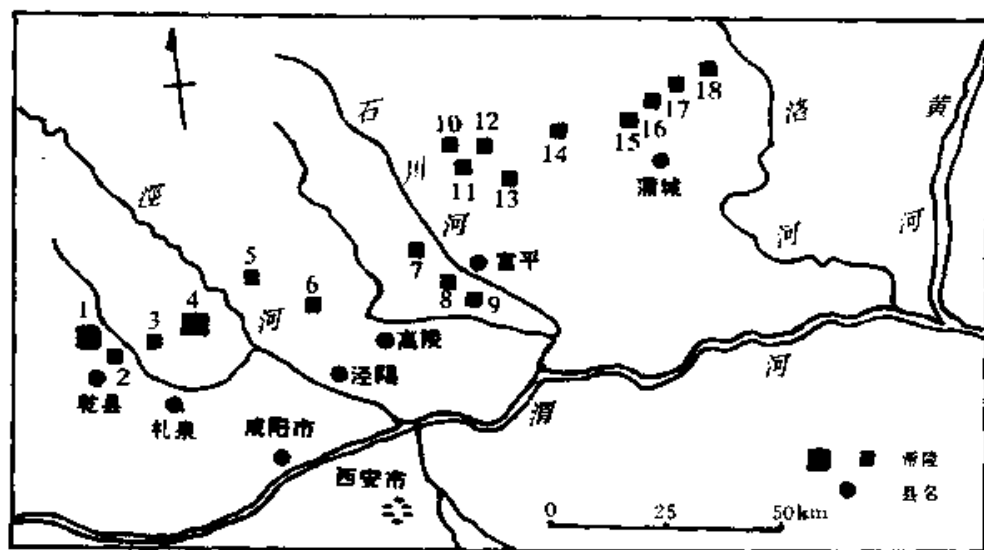 石
川
河
10
12
11
13
14
15
16
17
18
蒲城
洛
河
黄
河
泾
河
5
6
7
8
9
富平
1
2
3
4
高陵
泾阳
乾县
礼泉
咸阳市
西安市
渭
河
帝陵
县名
0
50km